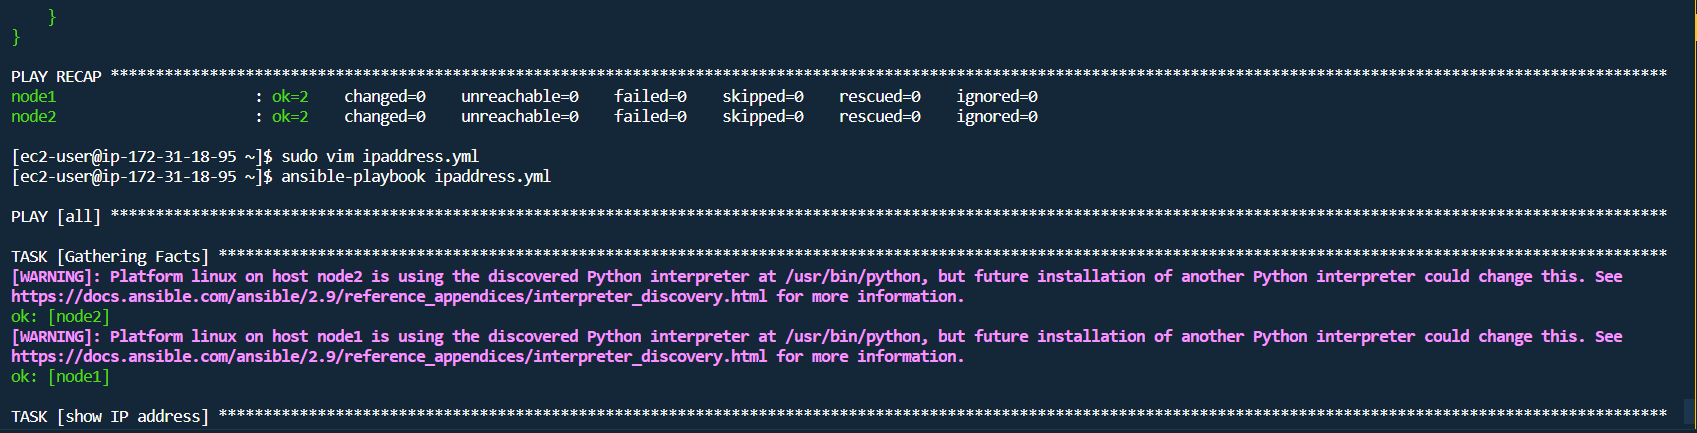 }
}
PLAY RECAP ****************************************************************************************************************************************************************************
node1 : ok=2 changed=0 unreachable=0 failed=0 skipped=0 rescued=0 ignored=0
node2 : ok=2 changed=0 unreachable=0 failed=0 skipped=0 rescued=0 ignored=0
[ec2-user@ip-172-31-18-95 ~]$ sudo vim ipaddress.yml
[ec2-user@ip-172-31-18-95 ~]$ ansible-playbook ipaddress.yml
PLAY [all] ****************************************************************************************************************************************************************************
TASK [Gathering Facts] ****************************************************************************************************************************************************************
[WARNING]: Platform linux on host node2 is using the discovered Python interpreter at /usr/bin/python, but future installation of another Python interpreter could change this. See
https://docs.ansible.com/ansible/2.9/reference_appendices/interpreter_discovery.html for more information.
ok: [node2]
[WARNING]: Platform linux on host node1 is using the discovered Python interpreter at /usr/bin/python, but future installation of another Python interpreter could change this. See
https://docs.ansible.com/ansible/2.9/reference_appendices/interpreter_discovery.html for more information.
ok: [node1]
TASK [show IP address] ****************************************************************************************************************************************************************